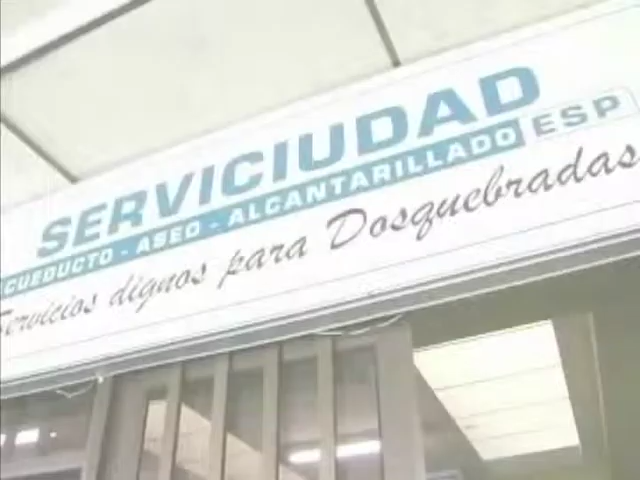 SERVICIUDAD
ACUEDUCTO - ASEO - ALCANTARILLADO ESP
Servicios dignos para Dosquebradas